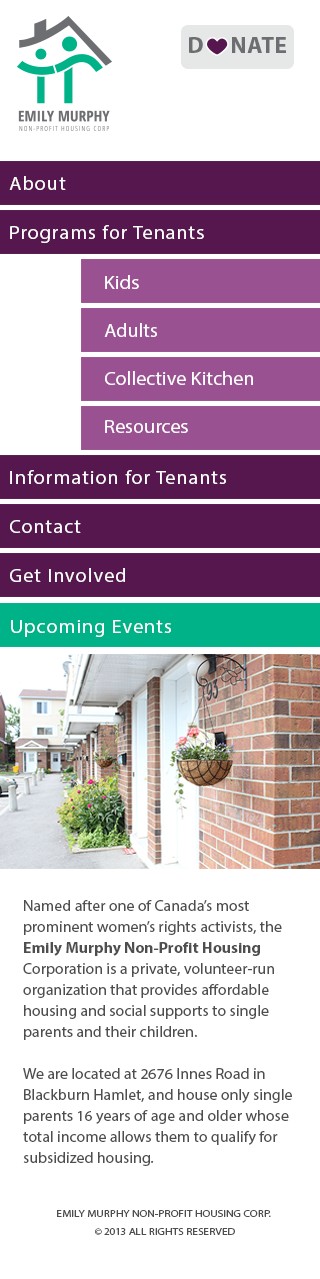 EMILY MURPHY
NON-PROFIT HOUSING CORP
D NATE
About
Programs for Tenants
Kids
Adults
Collective Kitchen
Resources
Information for Tenants
Contact
Get Involved
Upcoming Events
93
Named after one of Canada's most
prominent women's rights activists, the
Emily Murphy Non-Profit Housing
Corporation is a private, volunteer-run
organization that provides affordable
housing and social supports to single
parents and their children.
We are located at 2676 Innes Road in
Blackburn Hamlet, and house only single
parents 16 years of age and older whose
total income allows them to qualify for
subsidized housing.
EMILY MURPHY NON-PROFIT HOUSING CORP.
© 2013 ALL RIGHTS RESERVED